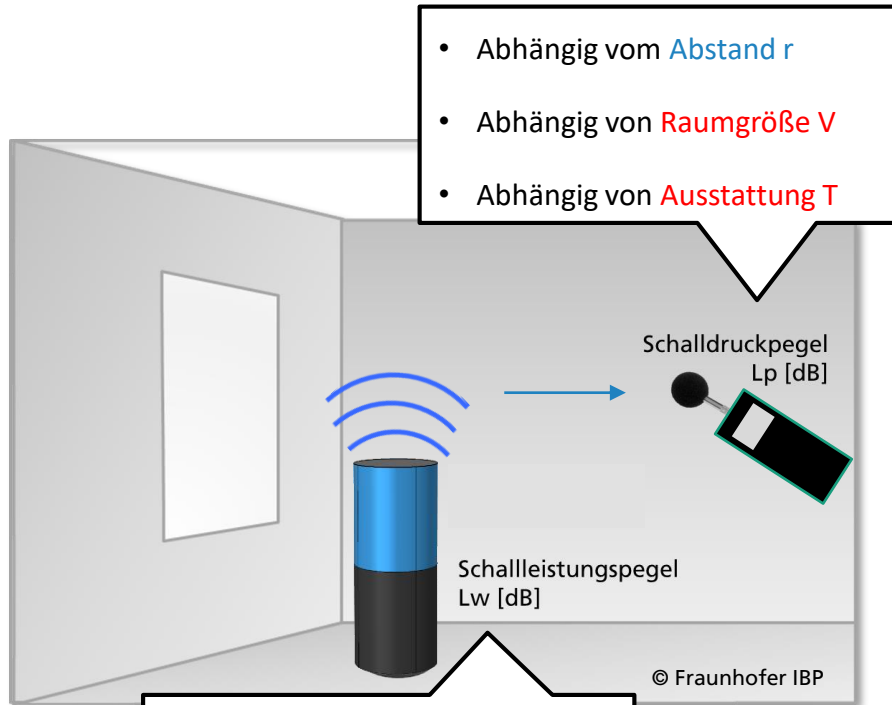 • Abhängig vom Abstand r
• Abhängig von Raumgröße V
• Abhängig von Ausstattung T
Schalldruckpegel
Lp [dB]
Schallleistungspegel
Lw [dB]
© Fraunhofer IBP